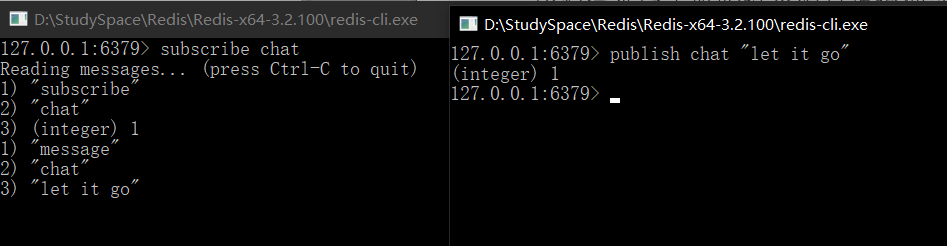 D:\StudySpace\Redis\Redis-x64-3.2.100\redis-cli.exe
127.0.0.1:6379> subscribe chat
Reading messages... (press Ctrl-C to quit)
1) "subscribe"
2) "chat"
3) (integer) 1
1) "message"
2) "chat"
3) "let it go"
D:\StudySpace\Redis\Redis-x64-3.2.100\redis-cli.exe
127.0.0.1:6379> publish chat "let it go"
(integer) 1
127.0.0.1:6379>